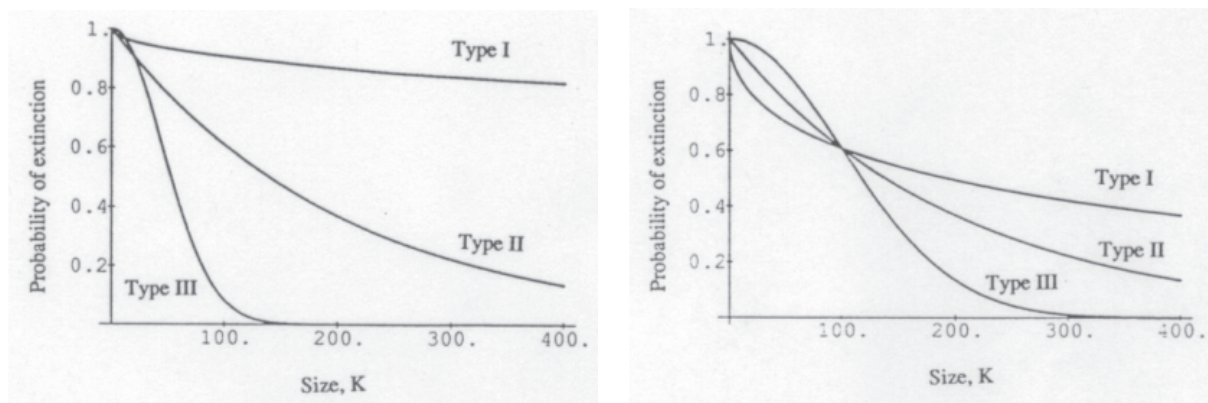 Probability of extinction
1.
0.8
0.6
0.4
0.2
Type I
Type II
Type III
100.
200.
300.
400.
Size, K
Probability of extinction
1.
0.8
0.6
0.4
0.2
Type I
Type II
Type III
100.
200.
300.
400.
Size, K